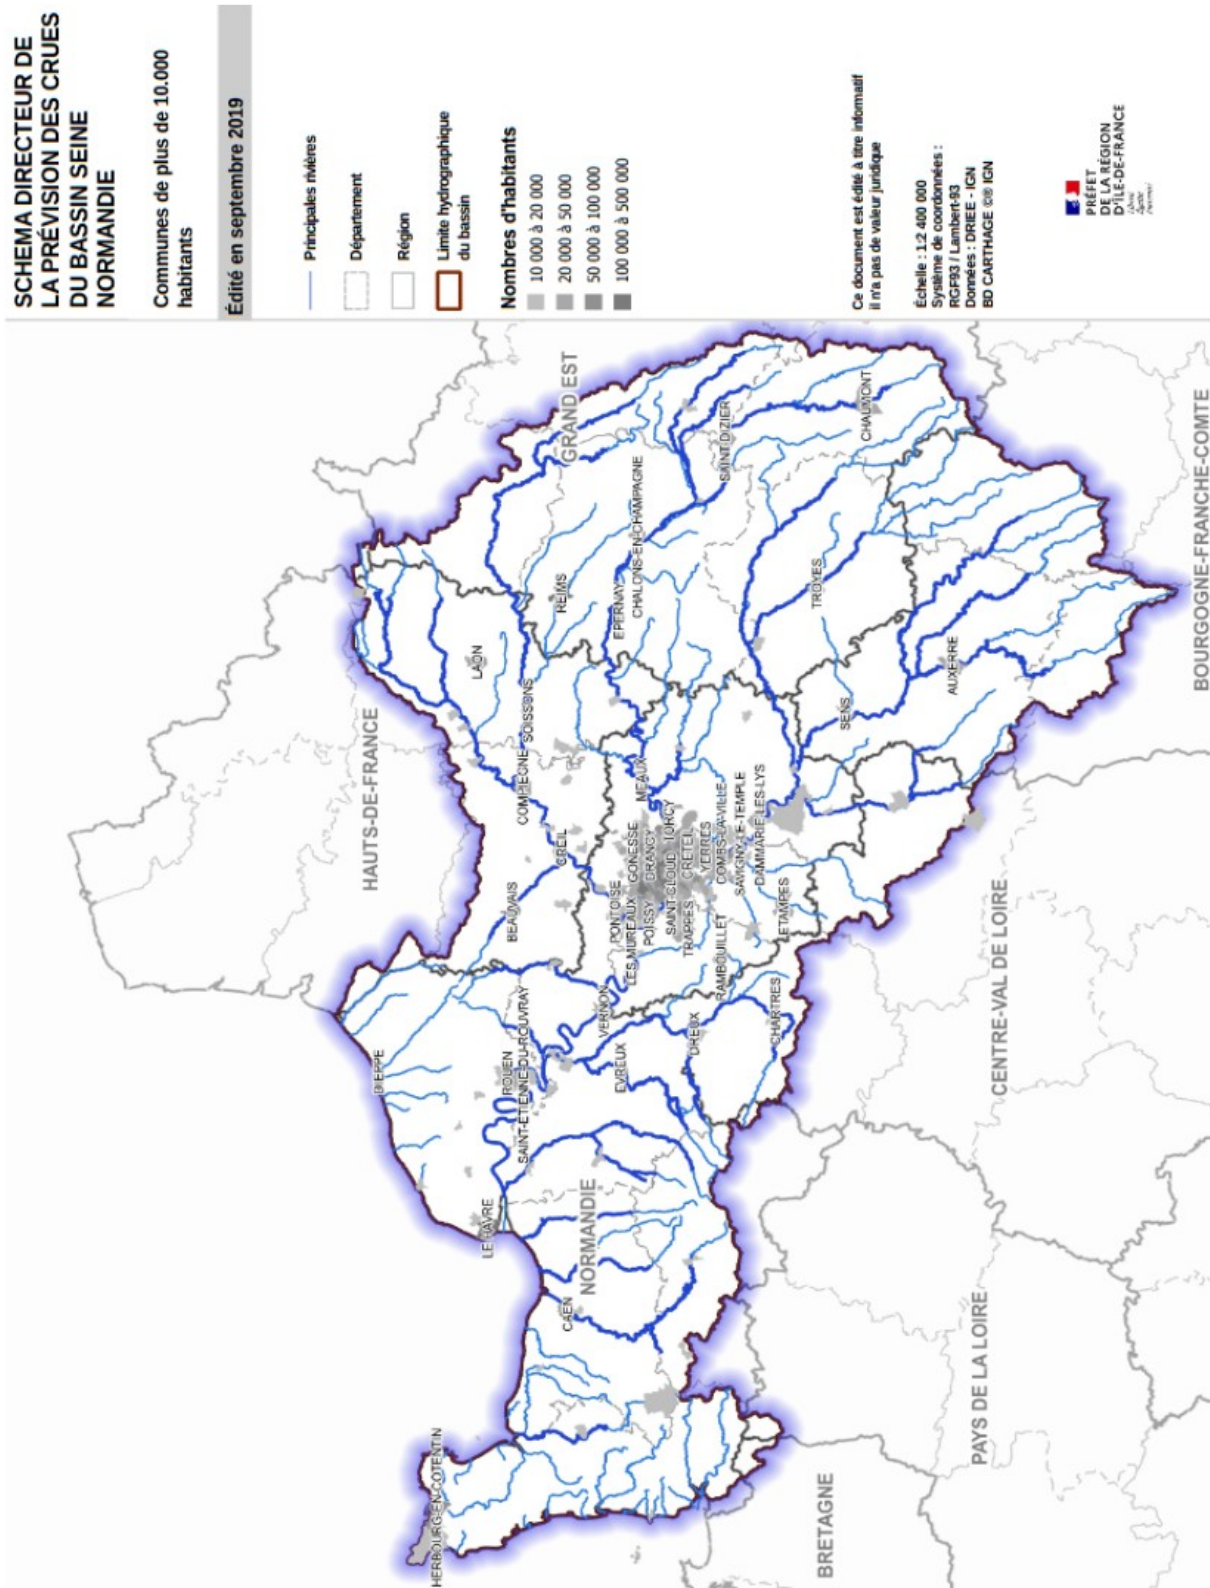 SCHEMA DIRECTEUR DE
LA PRÉVISION DES CRUES
DU BASSIN SEINE
NORMANDIE
Communes de plus de 10.000
habitants
Édité en septembre 2019
Principales rivières
Département
Région
Limite hydrographique
du bassin
Nombres d'habitants
10 000 à 20 000
20 000 à 50 000
50 000 à 100 000
100 000 à 500 000
Ce document est édité à titre informatif
il n'a pas de valeur juridique
Échelle : 1:2 400 000
Système de coordonnées :
RGF93 / Lambert-93
Données : DRIEE - IGN
BD CARTHAGE ©® IGN
PRÉFET
DE LA RÉGION
D'ÎLE-DE-FRANCE
HAUTS-DE-FRANCE
GRAND EST
NORMANDIE
BRETAGNE
PAYS DE LA LOIRE
CENTRE-VAL DE LOIRE
BOURGOGNE-FRANCHE-COMTE
HERBOURG-EN-COTENTIN
CAEN
LE HAVRE
DIEPPE
ROUEN
SAINT-ETIENNE-DU-ROUVRAY
EVREUX
VERNON
DREUX
CHARTRES
BEAUVAIS
CREIL
COMPIEGNE
SOISSONS
LAON
REIMS
EPERNAY
CHALONS-EN-CHAMPAGNE
SAINT-DIZIER
CHAUMONT
TROYES
SENS
AUXERRE
MEAUX
PONTOISE
GONESSE
LES MUREAUX
POISSY
DRANCY
SAINT-CLOUD
TORCY
TRAPPES
CRETEIL
YERRES
RAMBOUILLET
COMBS-LA-VILLE
SAVIGNY-LE-TEMPLE
DAMMARIE-LES-LYS
ETAMPES